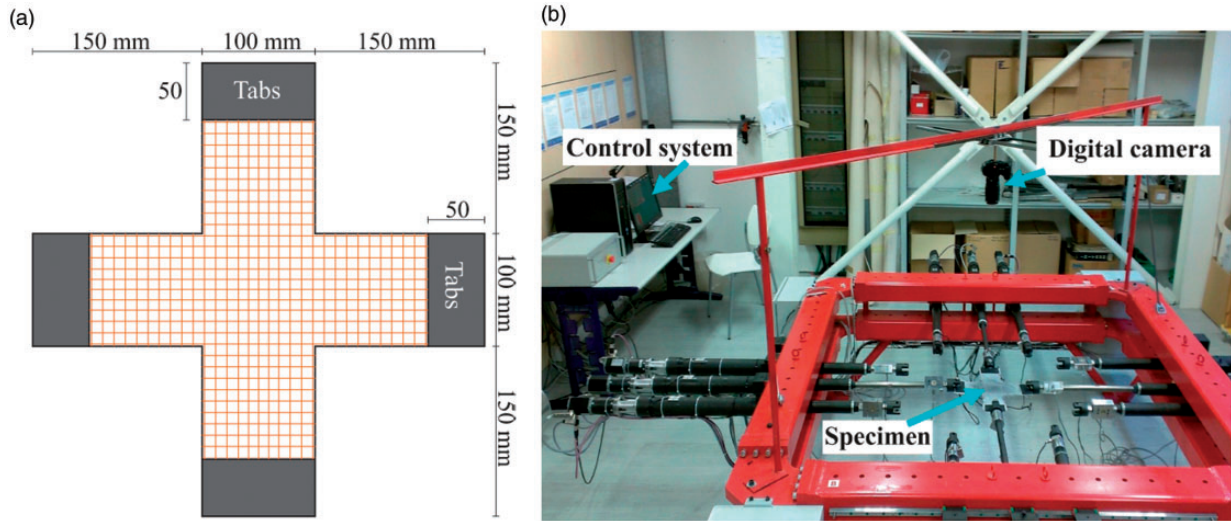 (a)
150 mm
100 mm
150 mm
50
Tabs
150 mm
50
Tabs
100 mm
150 mm
(b)
Control system
Digital camera
Specimen